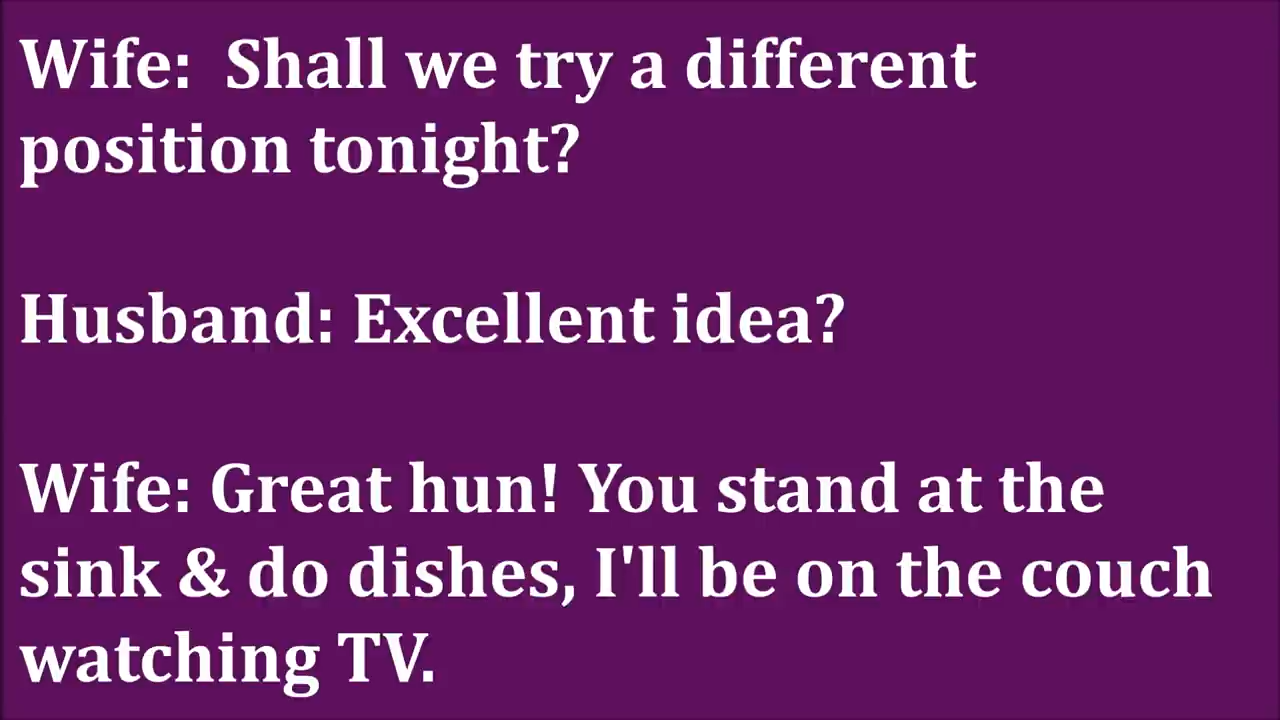 Wife:  Shall we try a different
position tonight?
Husband: Excellent idea?
Wife: Great hun! You stand at the
sink & do dishes, I'll be on the couch
watching TV.